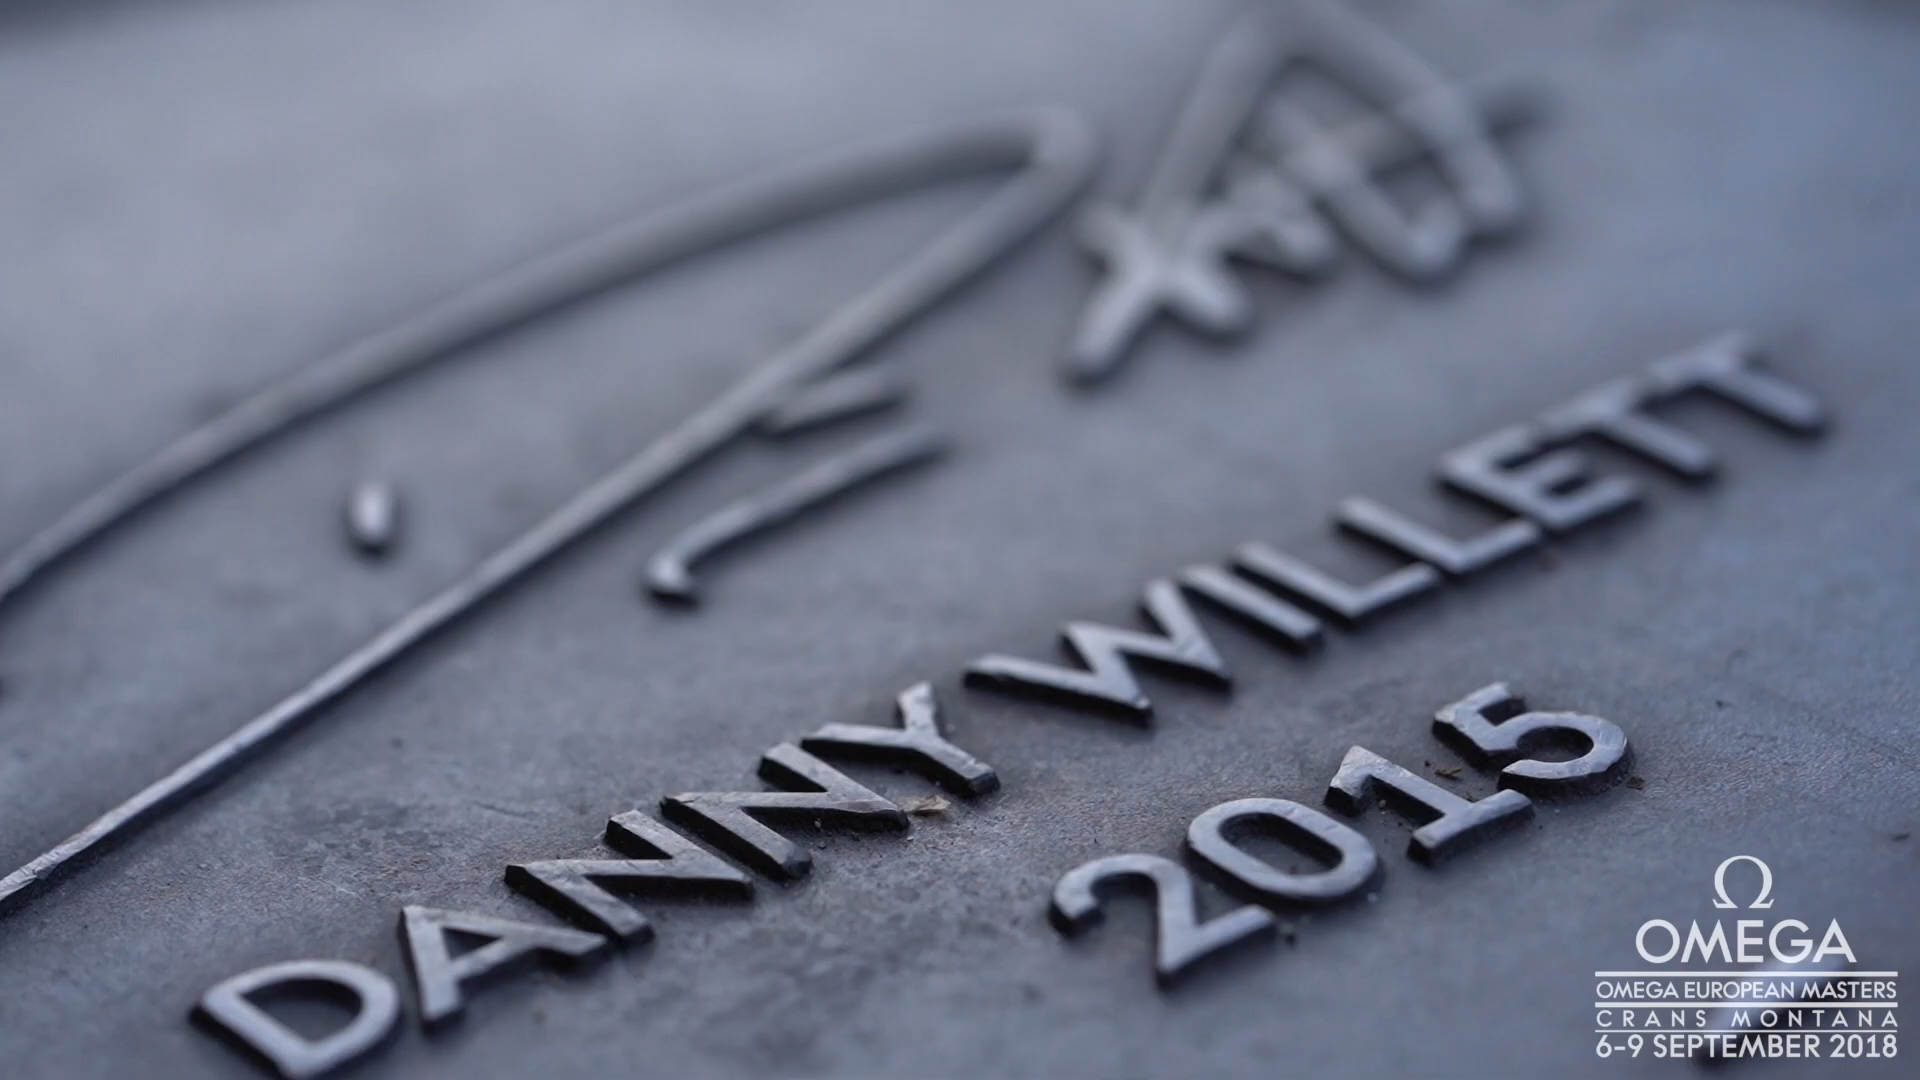 DANNY WILLETT
2015
Ω
OMEGA
OMEGA EUROPEAN MASTERS
CRANS MONTANA
6-9 SEPTEMBER 2018